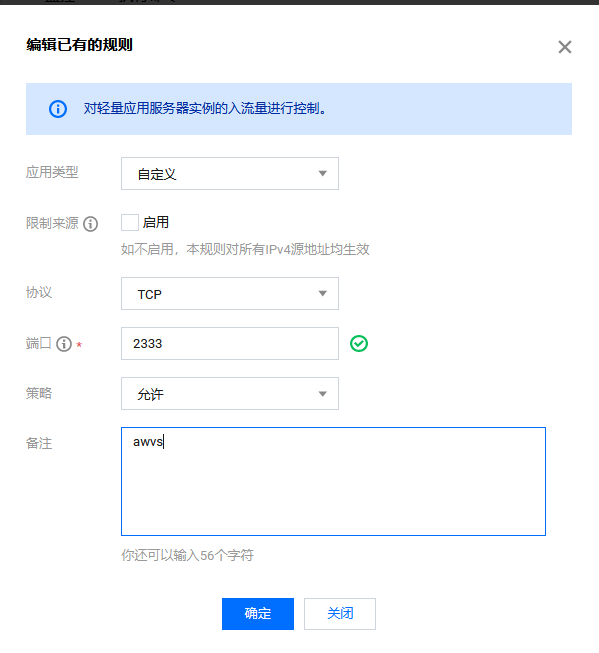 编辑已有的规则
对轻量应用服务器实例的入流量进行控制。
应用类型 自定义
限制来源 启用
如不启用，本规则对所有IPv4源地址均生效
协议 TCP
端口 * 2333
策略 允许
备注 awvs
你还可以输入56个字符
确定 关闭